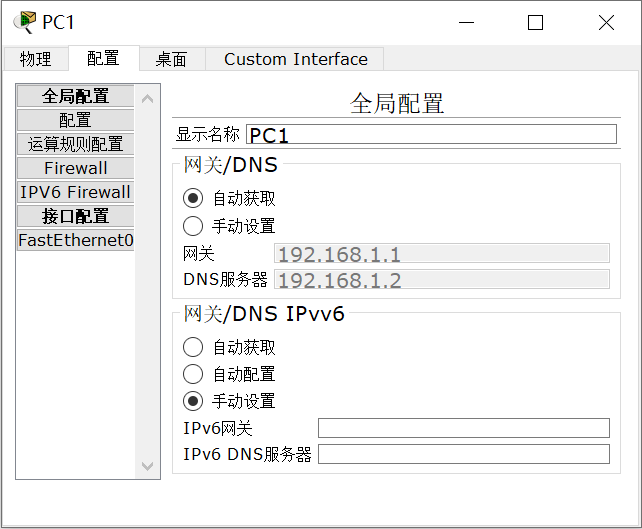 PC1
物理 配置 桌面 Custom Interface
全局配置
配置
运算规则配置
Firewall
IPV6 Firewall
接口配置
FastEthernet0
全局配置
显示名称 PC1
网关/DNS
自动获取
手动设置
网关 192.168.1.1
DNS服务器 192.168.1.2
网关/DNS IPvv6
自动获取
自动配置
手动设置
IPv6网关
IPv6 DNS服务器